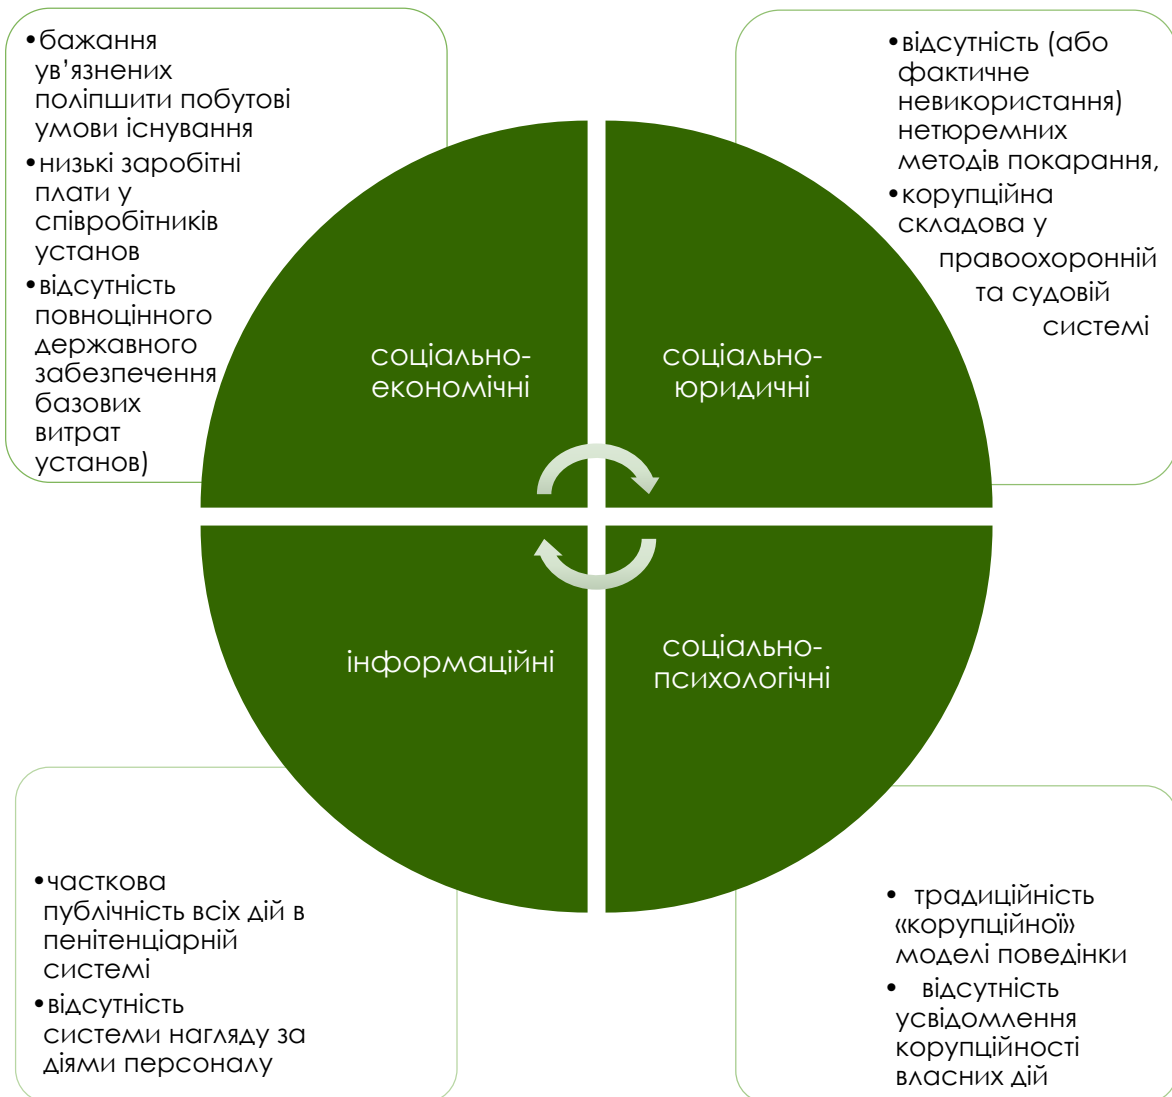 •бажання
ув’язнених
поліпшити побутові
умови існування
•низькі заробітні
плати у
співробітників
установ
•відсутність
повноцінного
державного
забезпечення
базових
витрат
установ)
•відсутність (або
фактичне
невикористання)
нетюремних
методів покарання,
•корупційна
складова у
правоохоронній
та судовій
системі
соціально-
економічні
соціально-
юридичні
інформаційні
соціально-
психологічні
•часткова
публічність всіх дій в
пенітенціарній
системі
•відсутність
системи нагляду за
діями персоналу
• традиційність
«корупційної»
моделі поведінки
• відсутність
усвідомлення
корупційності
власних дій